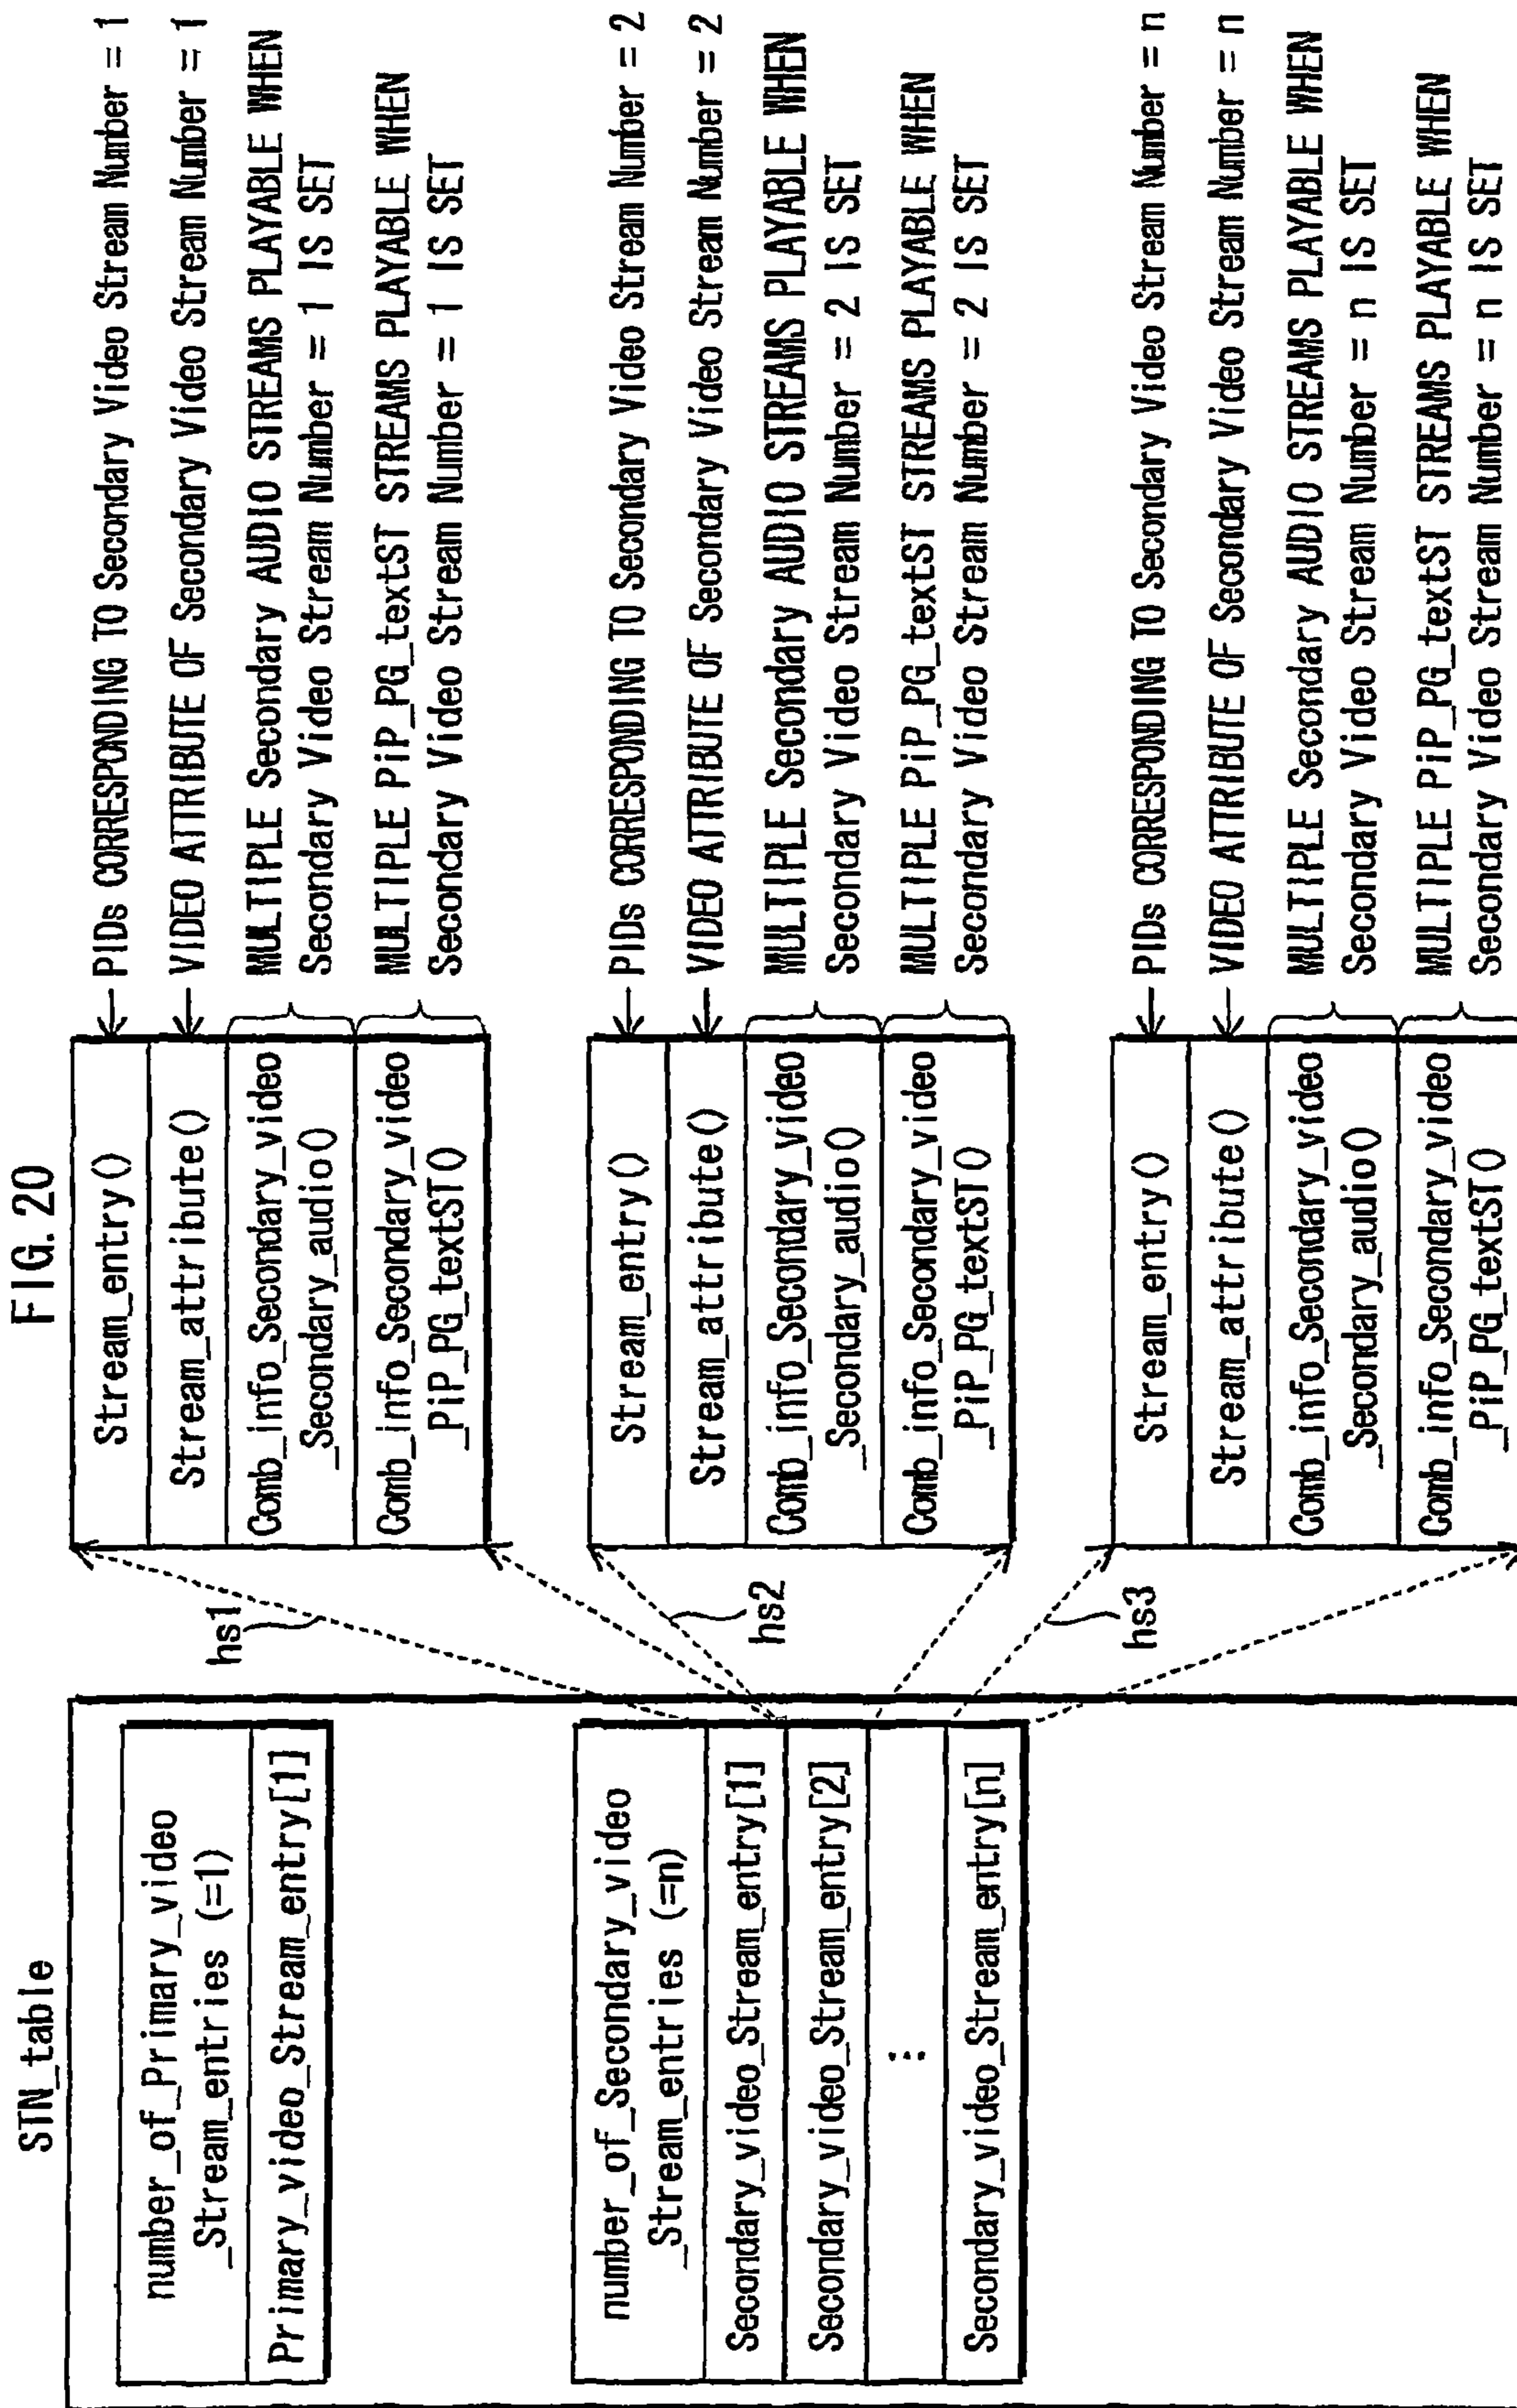 FIG. 20
STN_table
number_of_Primary_video
_Stream_entries (=1)
Primary_video_Stream_entry[1]
number_of_Secondary_video
_Stream_entries (=n)
Secondary_video_Stream_entry[1]
Secondary_video_Stream_entry[2]
Secondary_video_Stream_entry[n]
hs1
hs2
hs3
Stream_entry()
Stream_attribute()
Comb_info_Secondary_video
_Secondary_audio()
Comb_info_Secondary_video
_PiP_PG_textST()
PIDs CORRESPONDING TO Secondary Video Stream Number = 1
VIDEO ATTRIBUTE OF Secondary Video Stream Number = 1
MULTIPLE Secondary AUDIO STREAMS PLAYABLE WHEN
Secondary Video Stream Number = 1 IS SET
MULTIPLE PiP_PG_textST STREAMS PLAYABLE WHEN
Secondary Video Stream Number = 1 IS SET
Stream_entry()
Stream_attribute()
Comb_info_Secondary_video
_Secondary_audio()
Comb_info_Secondary_video
_PiP_PG_textST()
PIDs CORRESPONDING TO Secondary Video Stream Number = 2
VIDEO ATTRIBUTE OF Secondary Video Stream Number = 2
MULTIPLE Secondary AUDIO STREAMS PLAYABLE WHEN
Secondary Video Stream Number = 2 IS SET
MULTIPLE PiP_PG_textST STREAMS PLAYABLE WHEN
Secondary Video Stream Number = 2 IS SET
Stream_entry()
Stream_attribute()
Comb_info_Secondary_video
_Secondary_audio()
Comb_info_Secondary_video
_PiP_PG_textST()
PIDs CORRESPONDING TO Secondary Video Stream Number = n
VIDEO ATTRIBUTE OF Secondary Video Stream Number = n
MULTIPLE Secondary AUDIO STREAMS PLAYABLE WHEN
Secondary Video Stream Number = n IS SET
MULTIPLE PiP_PG_textST STREAMS PLAYABLE WHEN
Secondary Video Stream Number = n IS SET